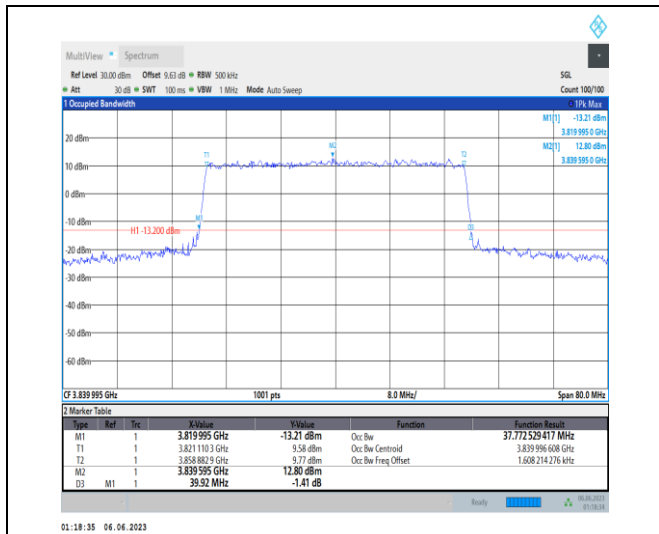 MultiView Spectrum
Ref Level 30.00 dBm Offset 9.63 dB RBW 500 kHz SGL
Att 30 dB SWT 100 ms VBW 1 MHz Mode Auto Sweep Count 100/100
1 Occupied Bandwidth 1Pk Max
M1[1] -13.21 dBm
3.819 995 0 GHz
M2[1] 12.80 dBm
3.839 595 0 GHz
20 dBm
M2
T1
10 dBm
0 dBm
-10 dBm
M1
H1 -13.200 dBm
D3
-20 dBm
-30 dBm
-40 dBm
-50 dBm
-60 dBm
CF 3.839 995 GHz 1001 pts 8.0 MHz/ Span 80.0 MHz
2 Marker Table
Type Ref Trc X-Value Y-Value Function Function Result
M1 1 3.819 995 GHz -13.21 dBm Occ Bw 37.772 529 417 MHz
T1 1 3.821 110 3 GHz 9.58 dBm Occ Bw Centroid 3.839 996 608 GHz
T2 1 3.858 882 9 GHz 9.77 dBm Occ Bw Freq Offset 1.608 214 276 kHz
M2 1 3.839 595 GHz 12.80 dBm
D3 M1 1 39.92 MHz -1.41 dB
Ready 06.06.2023
01:18:34
01:18:35 06.06.2023